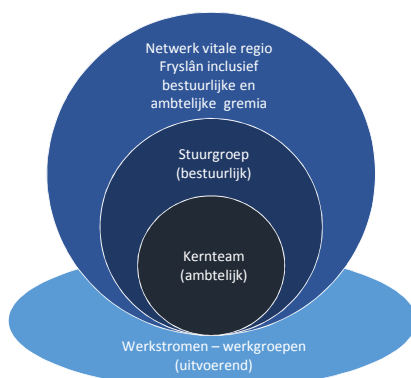 Netwerk vitale regio
Fryslân inclusief
bestuurlijke en
ambtelijke gremia
Stuurgroep
(bestuurlijk)
Kernteam
(ambtelijk)
Werkstromen – werkgroepen
(uitvoerend)